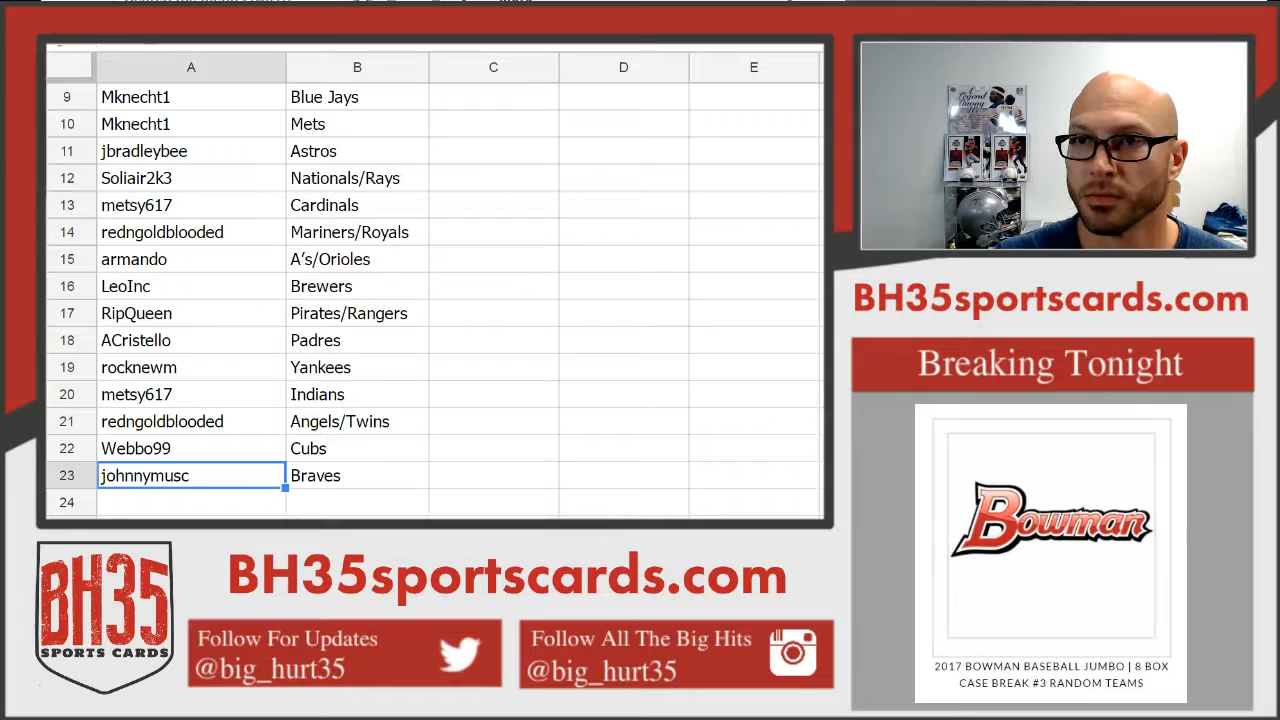 A B C D E
9 Mknecht1 Blue Jays
10 Mknecht1 Mets
11 jbradleybee Astros
12 Soliair2k3 Nationals/Rays
13 metsy617 Cardinals
14 redngoldblooded Mariners/Royals
15 armando A's/Orioles
16 LeoInc Brewers
17 RipQueen Pirates/Rangers
18 ACristello Padres
19 rocknewm Yankees
20 metsy617 Indians
21 redngoldblooded Angels/Twins
22 Webbo99 Cubs
23 johnnymusc Braves
24
Legend
Among
BH35sportscards.com
Breaking Tonight
Bowman
2017 BOWMAN BASEBALL JUMBO | 8 BOX
CASE BREAK #3 RANDOM TEAMS
BH35
SPORTS CARDS
BH35sportscards.com
Follow For Updates
@big_hurt35
Follow All The Big Hits
@big_hurt35